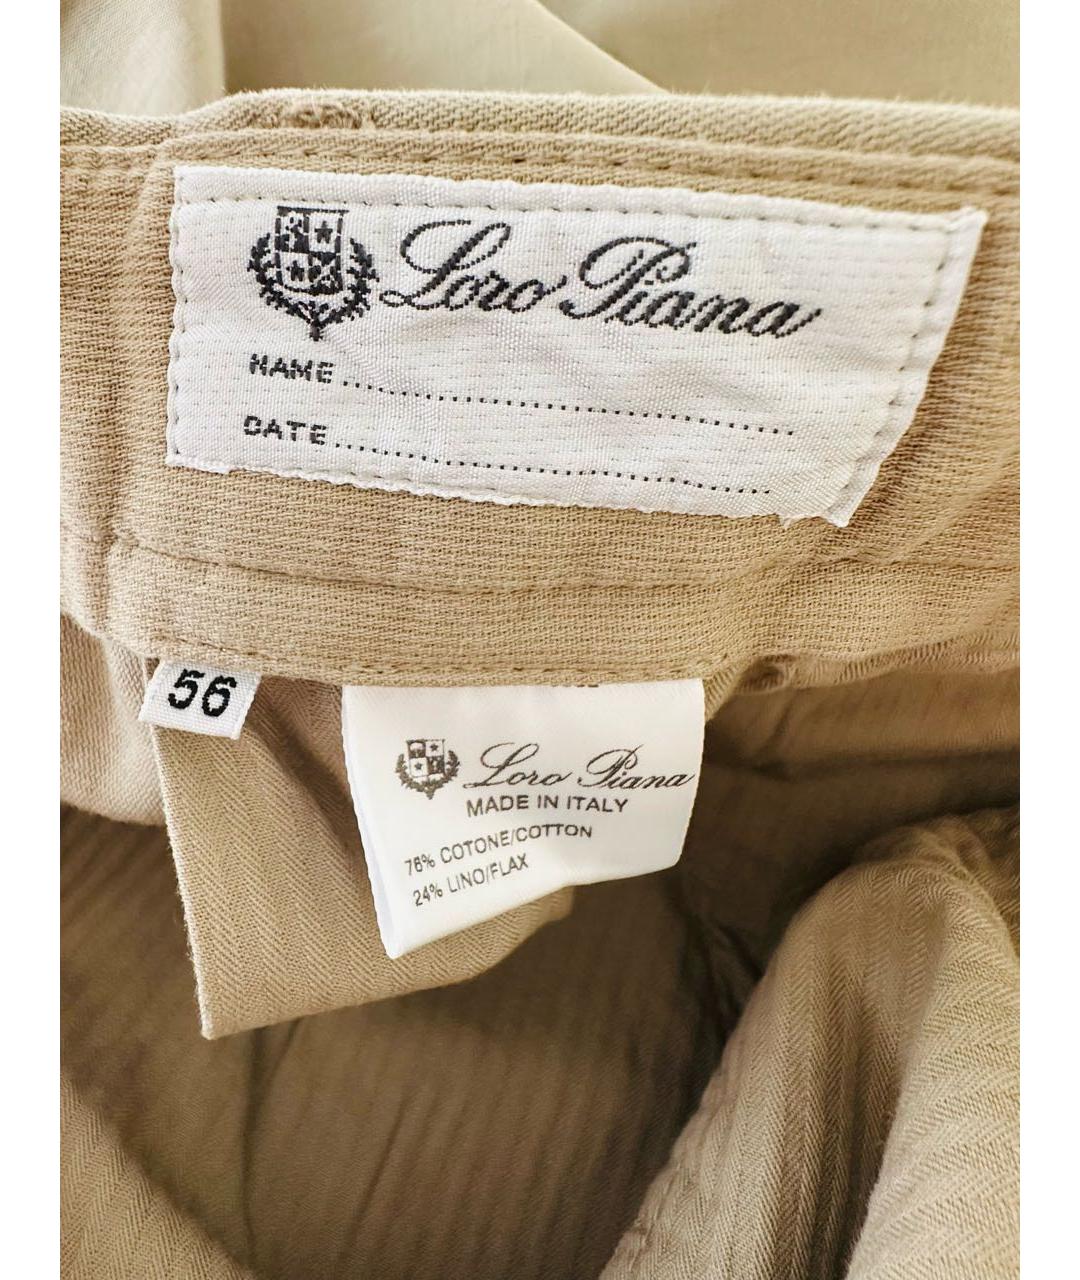 Loro Piana
NAME......................................................
DATE......................................................
56
Loro Piana
MADE IN ITALY
76% COTONE/COTTON
24% LINO/FLAX